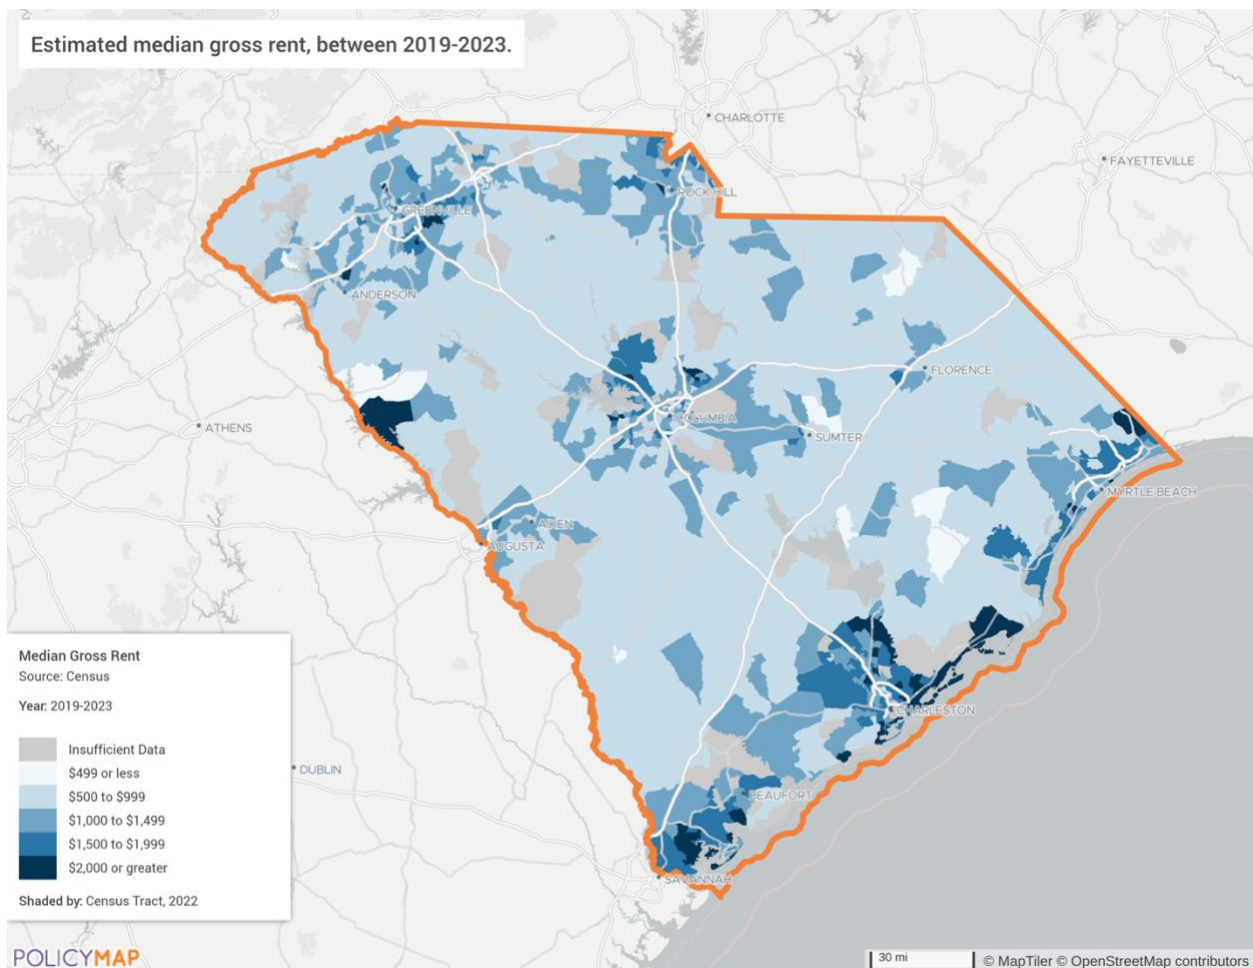 Estimated median gross rent, between 2019-2023.
CHARLOTTE
FAYETTEVILLE
ROCK HILL
GREENVILLE
ANDERSON
FLORENCE
ATHENS
COLUMBIA
SUMTER
MYRTLE BEACH
AIKEN
AUGUSTA
CHARLESTON
DUBLIN
BEAUFORT
SAVANNAH
Median Gross Rent
Source: Census
Year: 2019-2023
Insufficient Data
$499 or less
$500 to $999
$1,000 to $1,499
$1,500 to $1,999
$2,000 or greater
Shaded by: Census Tract, 2022
POLICYMAP
30 mi
© MapTiler © OpenStreetMap contributors